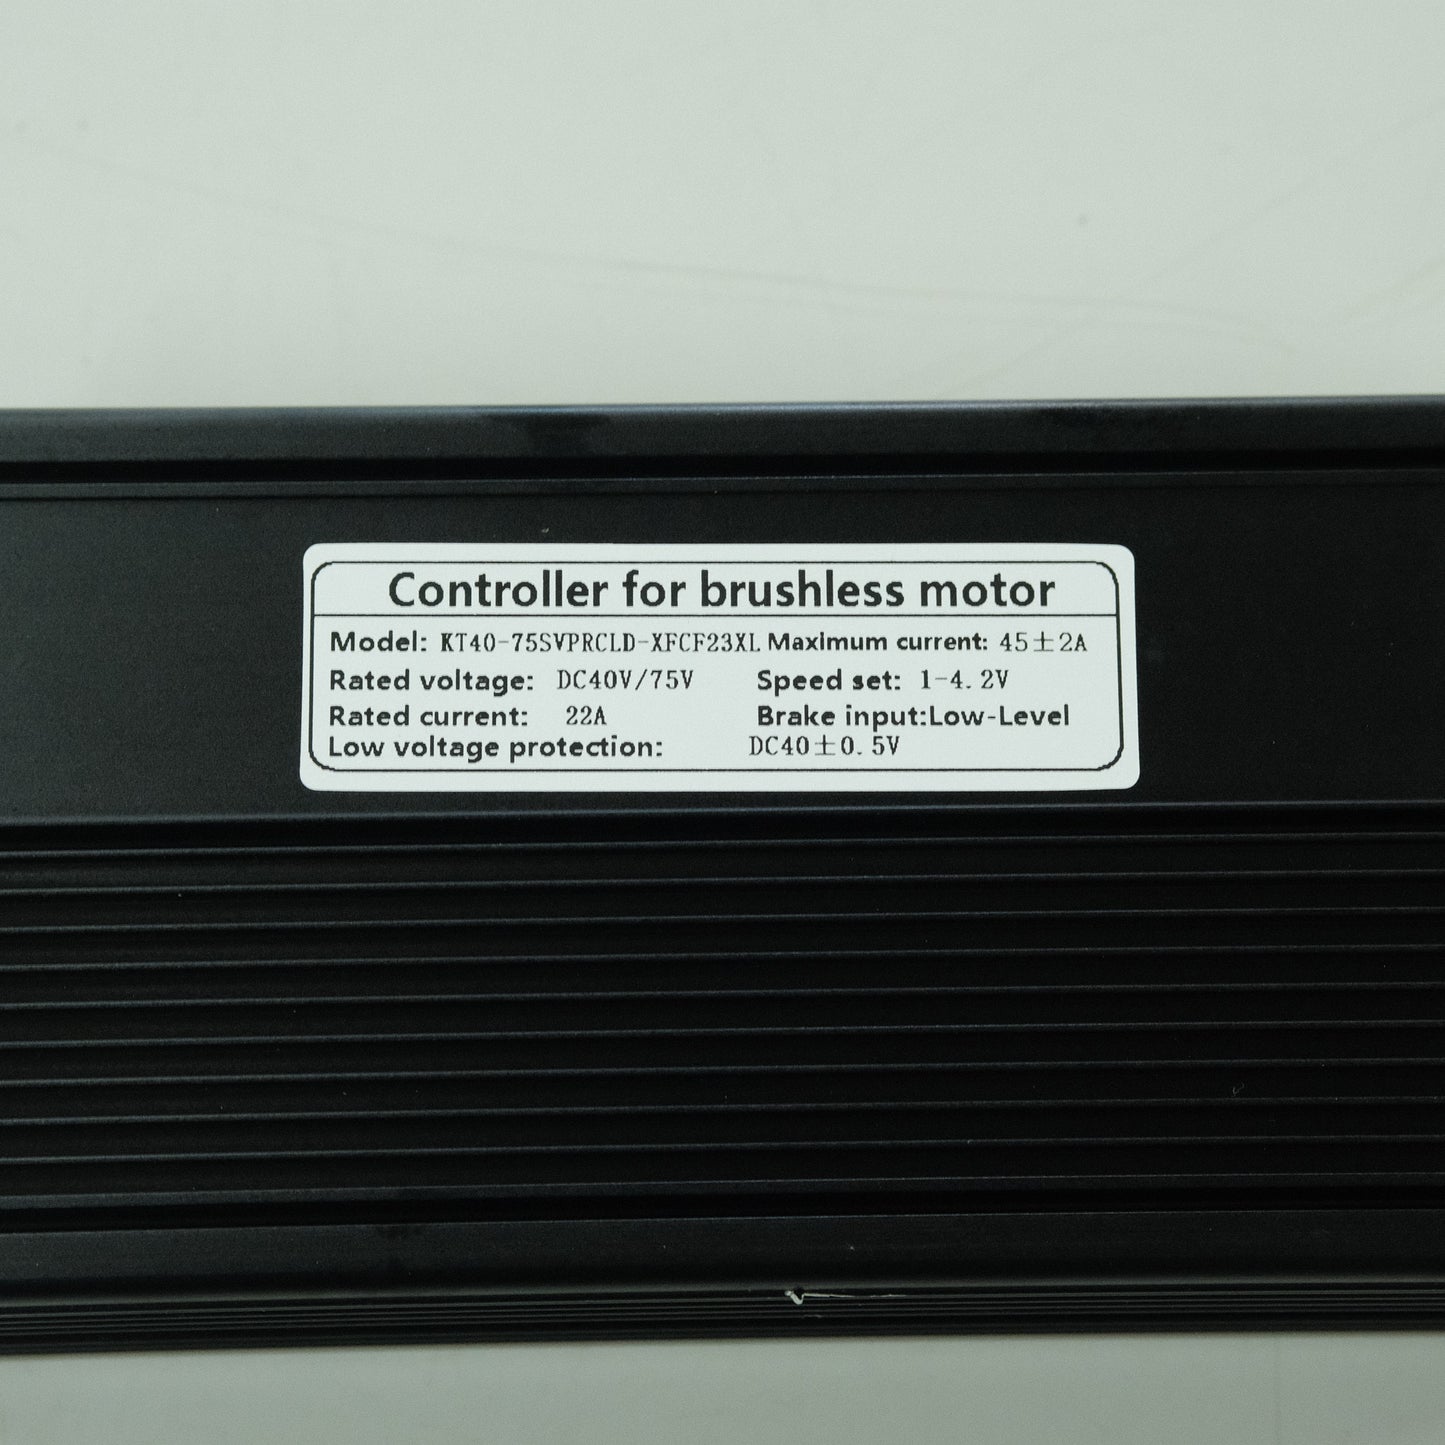 Controller for brushless motor
Model: KT40-75SVPRCLD-XFCF23XL Maximum current: 45±2A
Rated voltage: DC40V/75V Speed set: 1-4.2V
Rated current: 22A Brake input:Low-Level
Low voltage protection: DC40±0.5V